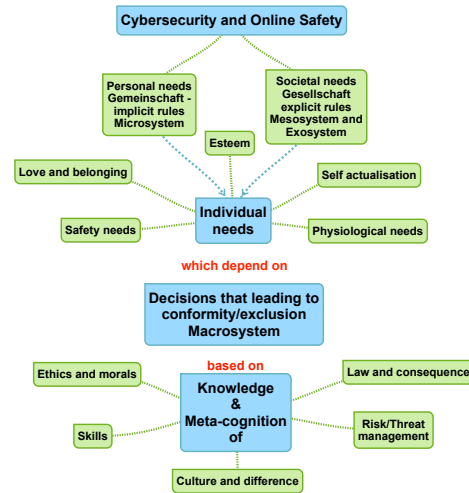 Cybersecurity and Online Safety
Personal needs
Gemeinschaft -
implicit rules
Microsystem
Societal needs
Gesellschaft
explicit rules
Mesosystem and
Exosystem
Esteem
Love and belonging
Self actualisation
Individual
needs
Safety needs
Physiological needs
which depend on
Decisions that leading to
conformity/exclusion
Macrosystem
based on
Ethics and morals
Law and consequence
Knowledge
&
Meta-cognition
of
Skills
Risk/Threat
management
Culture and difference